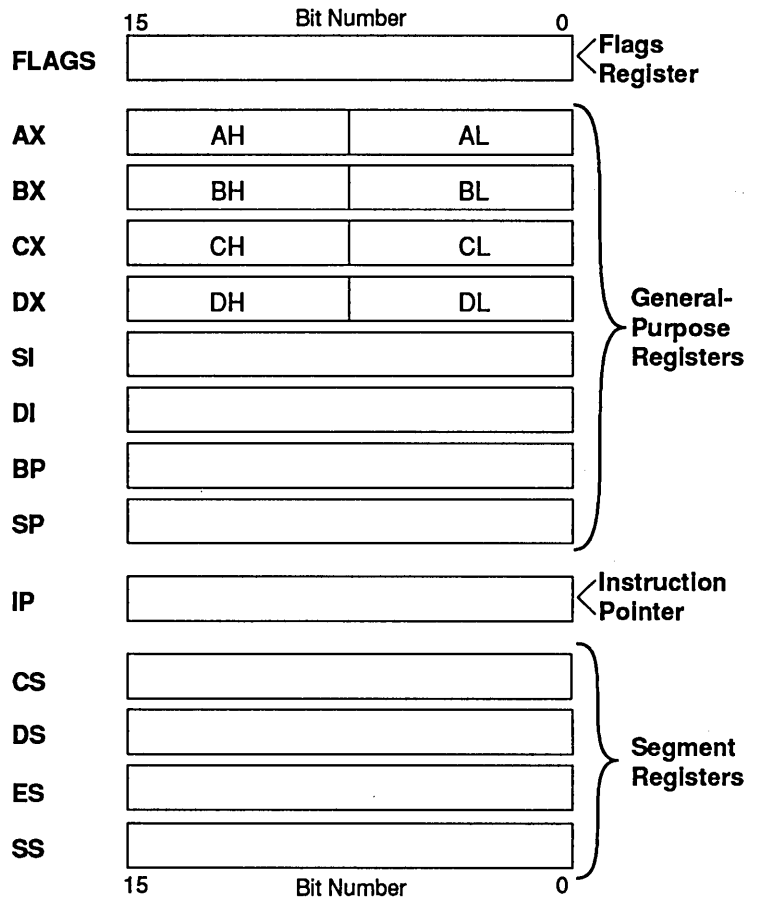 15 Bit Number 0
FLAGS
Flags
Register
AX AH AL
BX BH BL
CX CH CL
DX DH DL
General-
Purpose
Registers
SI
DI
BP
SP
IP
Instruction
Pointer
CS
DS
Segment
Registers
ES
SS
15 Bit Number 0